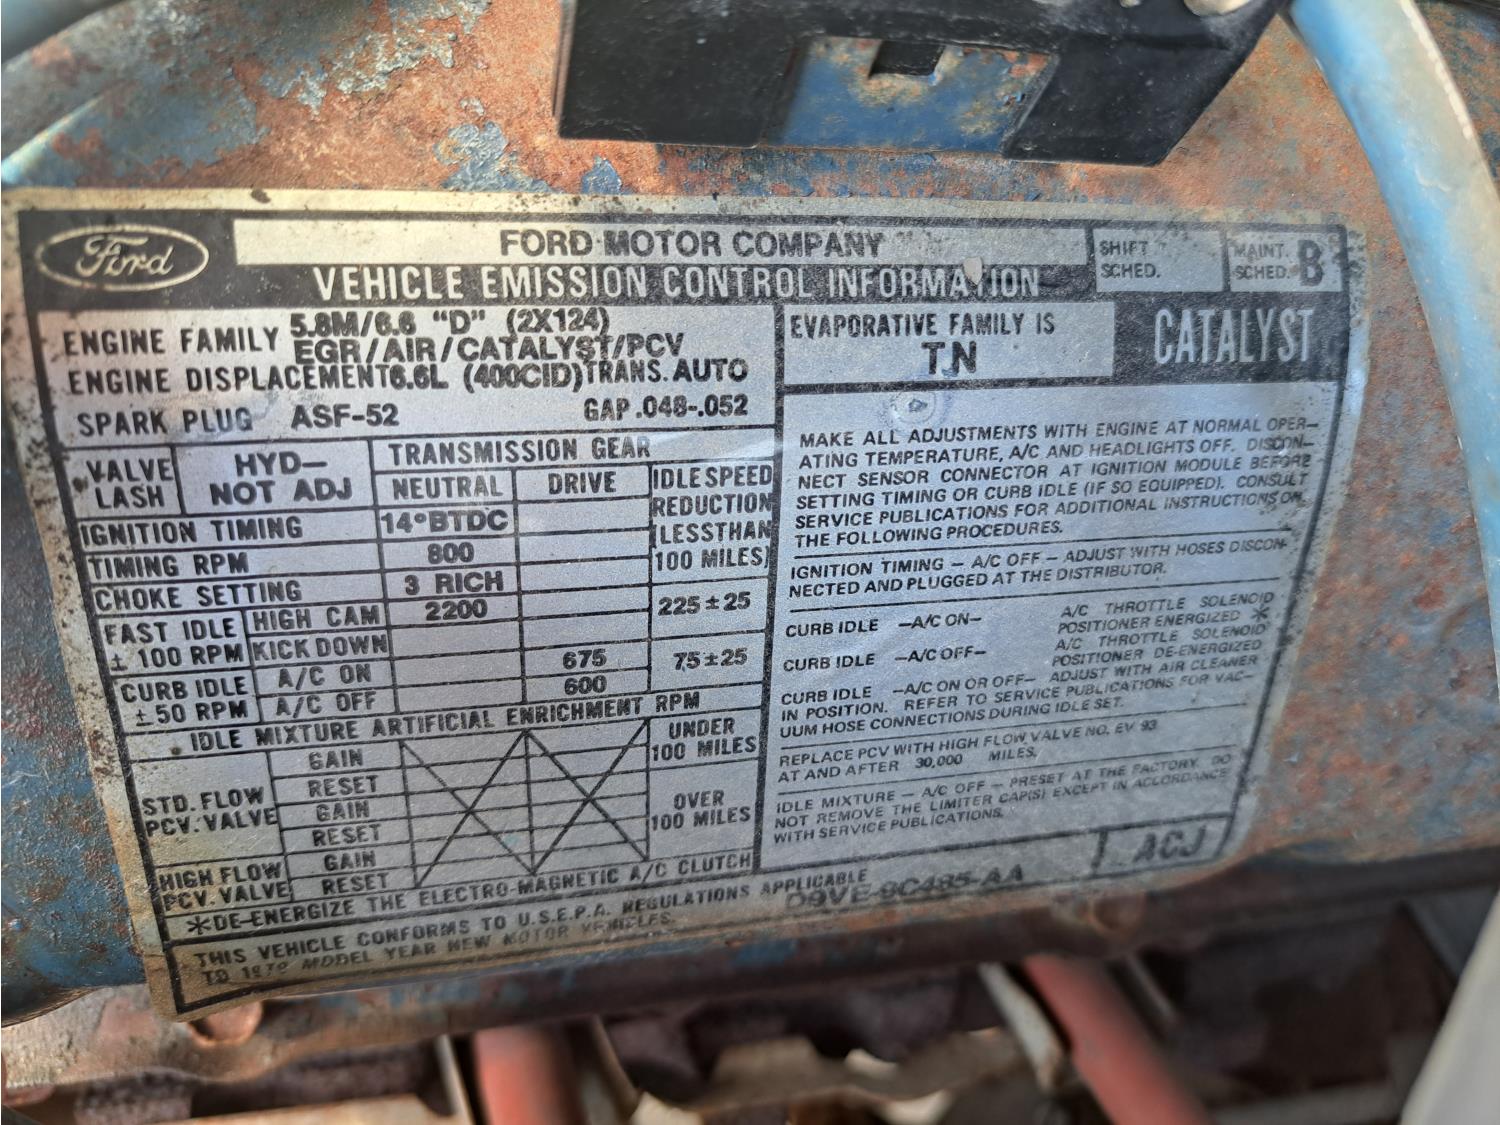 Ford
FORD MOTOR COMPANY
SHIFT
SCHED.
MAINT.
SCHED. B
VEHICLE EMISSION CONTROL INFORMATION
CATALYST
ENGINE FAMILY 5.8M/6.6 "D" (2X124)
EGR/AIR/CATALYST/PCV
ENGINE DISPLACEMENT 6.6L (400CID) TRANS. AUTO
SPARK PLUG ASF-52 GAP .048-.052
EVAPORATIVE FAMILY IS
TN
VALVE
LASH
HYD-
NOT ADJ
TRANSMISSION GEAR
NEUTRAL DRIVE
IDLE SPEED
REDUCTION
(LESSTHAN
100 MILES)
IGNITION TIMING 14°BTDC
TIMING RPM 800
CHOKE SETTING 3 RICH
FAST IDLE
± 100 RPM
HIGH CAM 2200
225±25
KICK DOWN
CURB IDLE
±50 RPM
A/C ON 675
75±25
A/C OFF 600
IDLE MIXTURE ARTIFICIAL ENRICHMENT RPM
STD. FLOW
PCV. VALVE
GAIN
RESET
GAIN
RESET
UNDER
100 MILES
OVER
100 MILES
HIGH FLOW
PCV. VALVE
GAIN
RESET
*DE-ENERGIZE THE ELECTRO-MAGNETIC A/C CLUTCH
MAKE ALL ADJUSTMENTS WITH ENGINE AT NORMAL OPER-
ATING TEMPERATURE, A/C AND HEADLIGHTS OFF. DISCON-
NECT SENSOR CONNECTOR AT IGNITION MODULE BEFORE
SETTING TIMING OR CURB IDLE (IF SO EQUIPPED). CONSULT
SERVICE PUBLICATIONS FOR ADDITIONAL INSTRUCTIONS ON
THE FOLLOWING PROCEDURES.
IGNITION TIMING - A/C OFF - ADJUST WITH HOSES DISCON-
NECTED AND PLUGGED AT THE DISTRIBUTOR.
CURB IDLE -A/C ON- A/C THROTTLE SOLENOID
POSITIONER ENERGIZED *
CURB IDLE -A/C OFF- A/C THROTTLE SOLENOID
POSITIONER DE-ENERGIZED
CURB IDLE -A/C ON OR OFF- ADJUST WITH AIR CLEANER
IN POSITION. REFER TO SERVICE PUBLICATIONS FOR VAC-
UUM HOSE CONNECTIONS DURING IDLE SET.
REPLACE PCV WITH HIGH FLOW VALVE NO. EV 93
AT AND AFTER 30,000 MILES.
IDLE MIXTURE - A/C OFF - PRESET AT THE FACTORY. DO
NOT REMOVE THE LIMITER CAP(S) EXCEPT IN ACCORDANCE
WITH SERVICE PUBLICATIONS.
THIS VEHICLE CONFORMS TO U.S.E.P.A. REGULATIONS APPLICABLE
TO 1979 MODEL YEAR NEW MOTOR VEHICLES.
D9VE-9C485-AA
ACJ